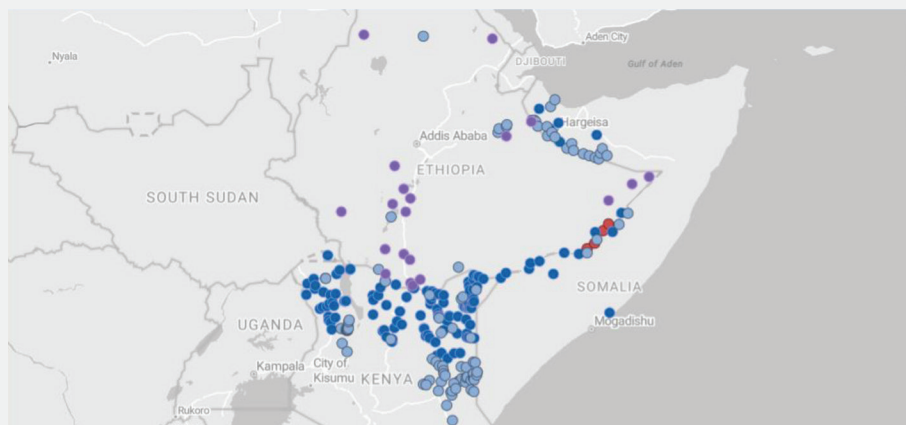 Nyala
Aden City
DJIBOUTI
Gulf of Aden
Hargeisa
Addis Ababa
ETHIOPIA
SOUTH SUDAN
SOMALIA
Mogadishu
UGANDA
Kampala
City of
Kisumu
KENYA
Rukoro